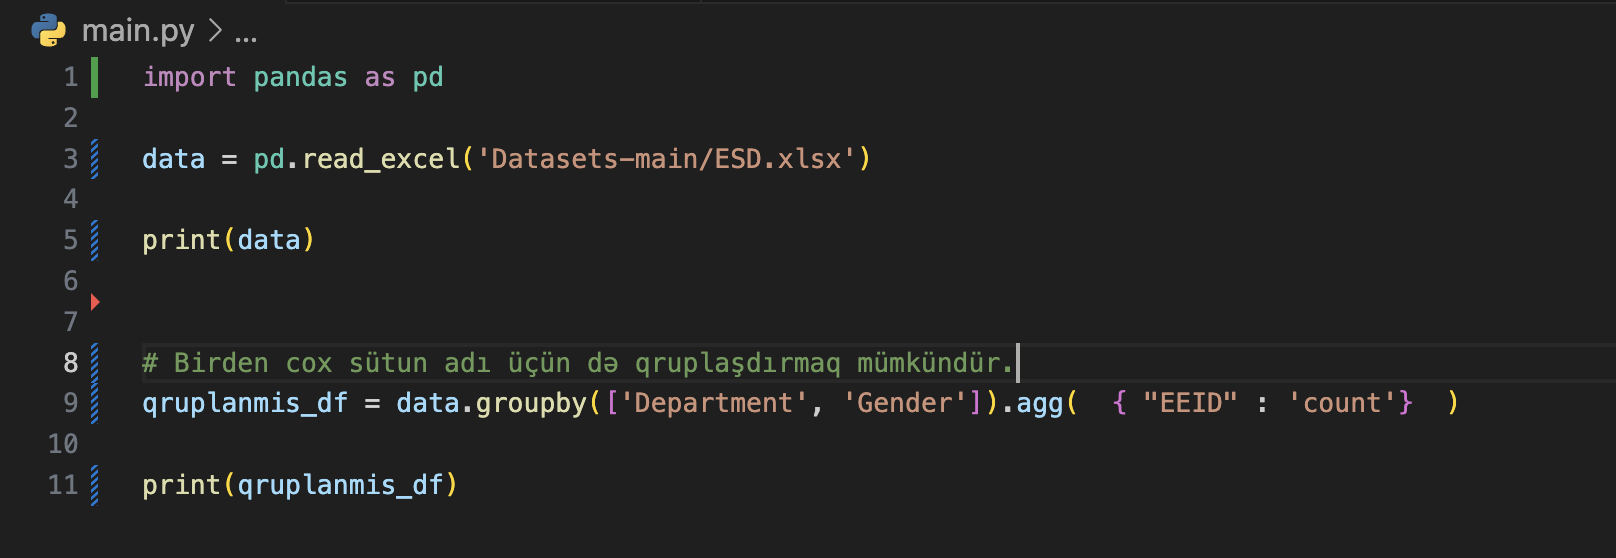 main.py > ...
1 import pandas as pd
2
3 data = pd.read_excel('Datasets-main/ESD.xlsx')
4
5 print(data)
6
7
8 # Birden cox sütun adı üçün də qruplaşdırmaq mümkündür.
9 qruplanmis_df = data.groupby(['Department', 'Gender']).agg(  { "EEID" : 'count'}  )
10
11 print(qruplanmis_df)